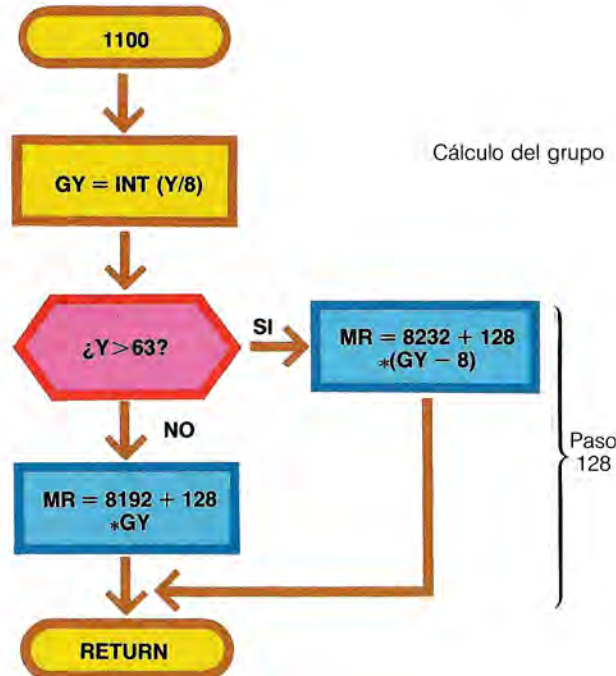 1100
Cálculo del grupo
GY = INT (Y/8)
¿Y>63?
SI
MR = 8232 + 128
*(GY − 8)
NO
MR = 8192 + 128
*GY
Paso
128
RETURN